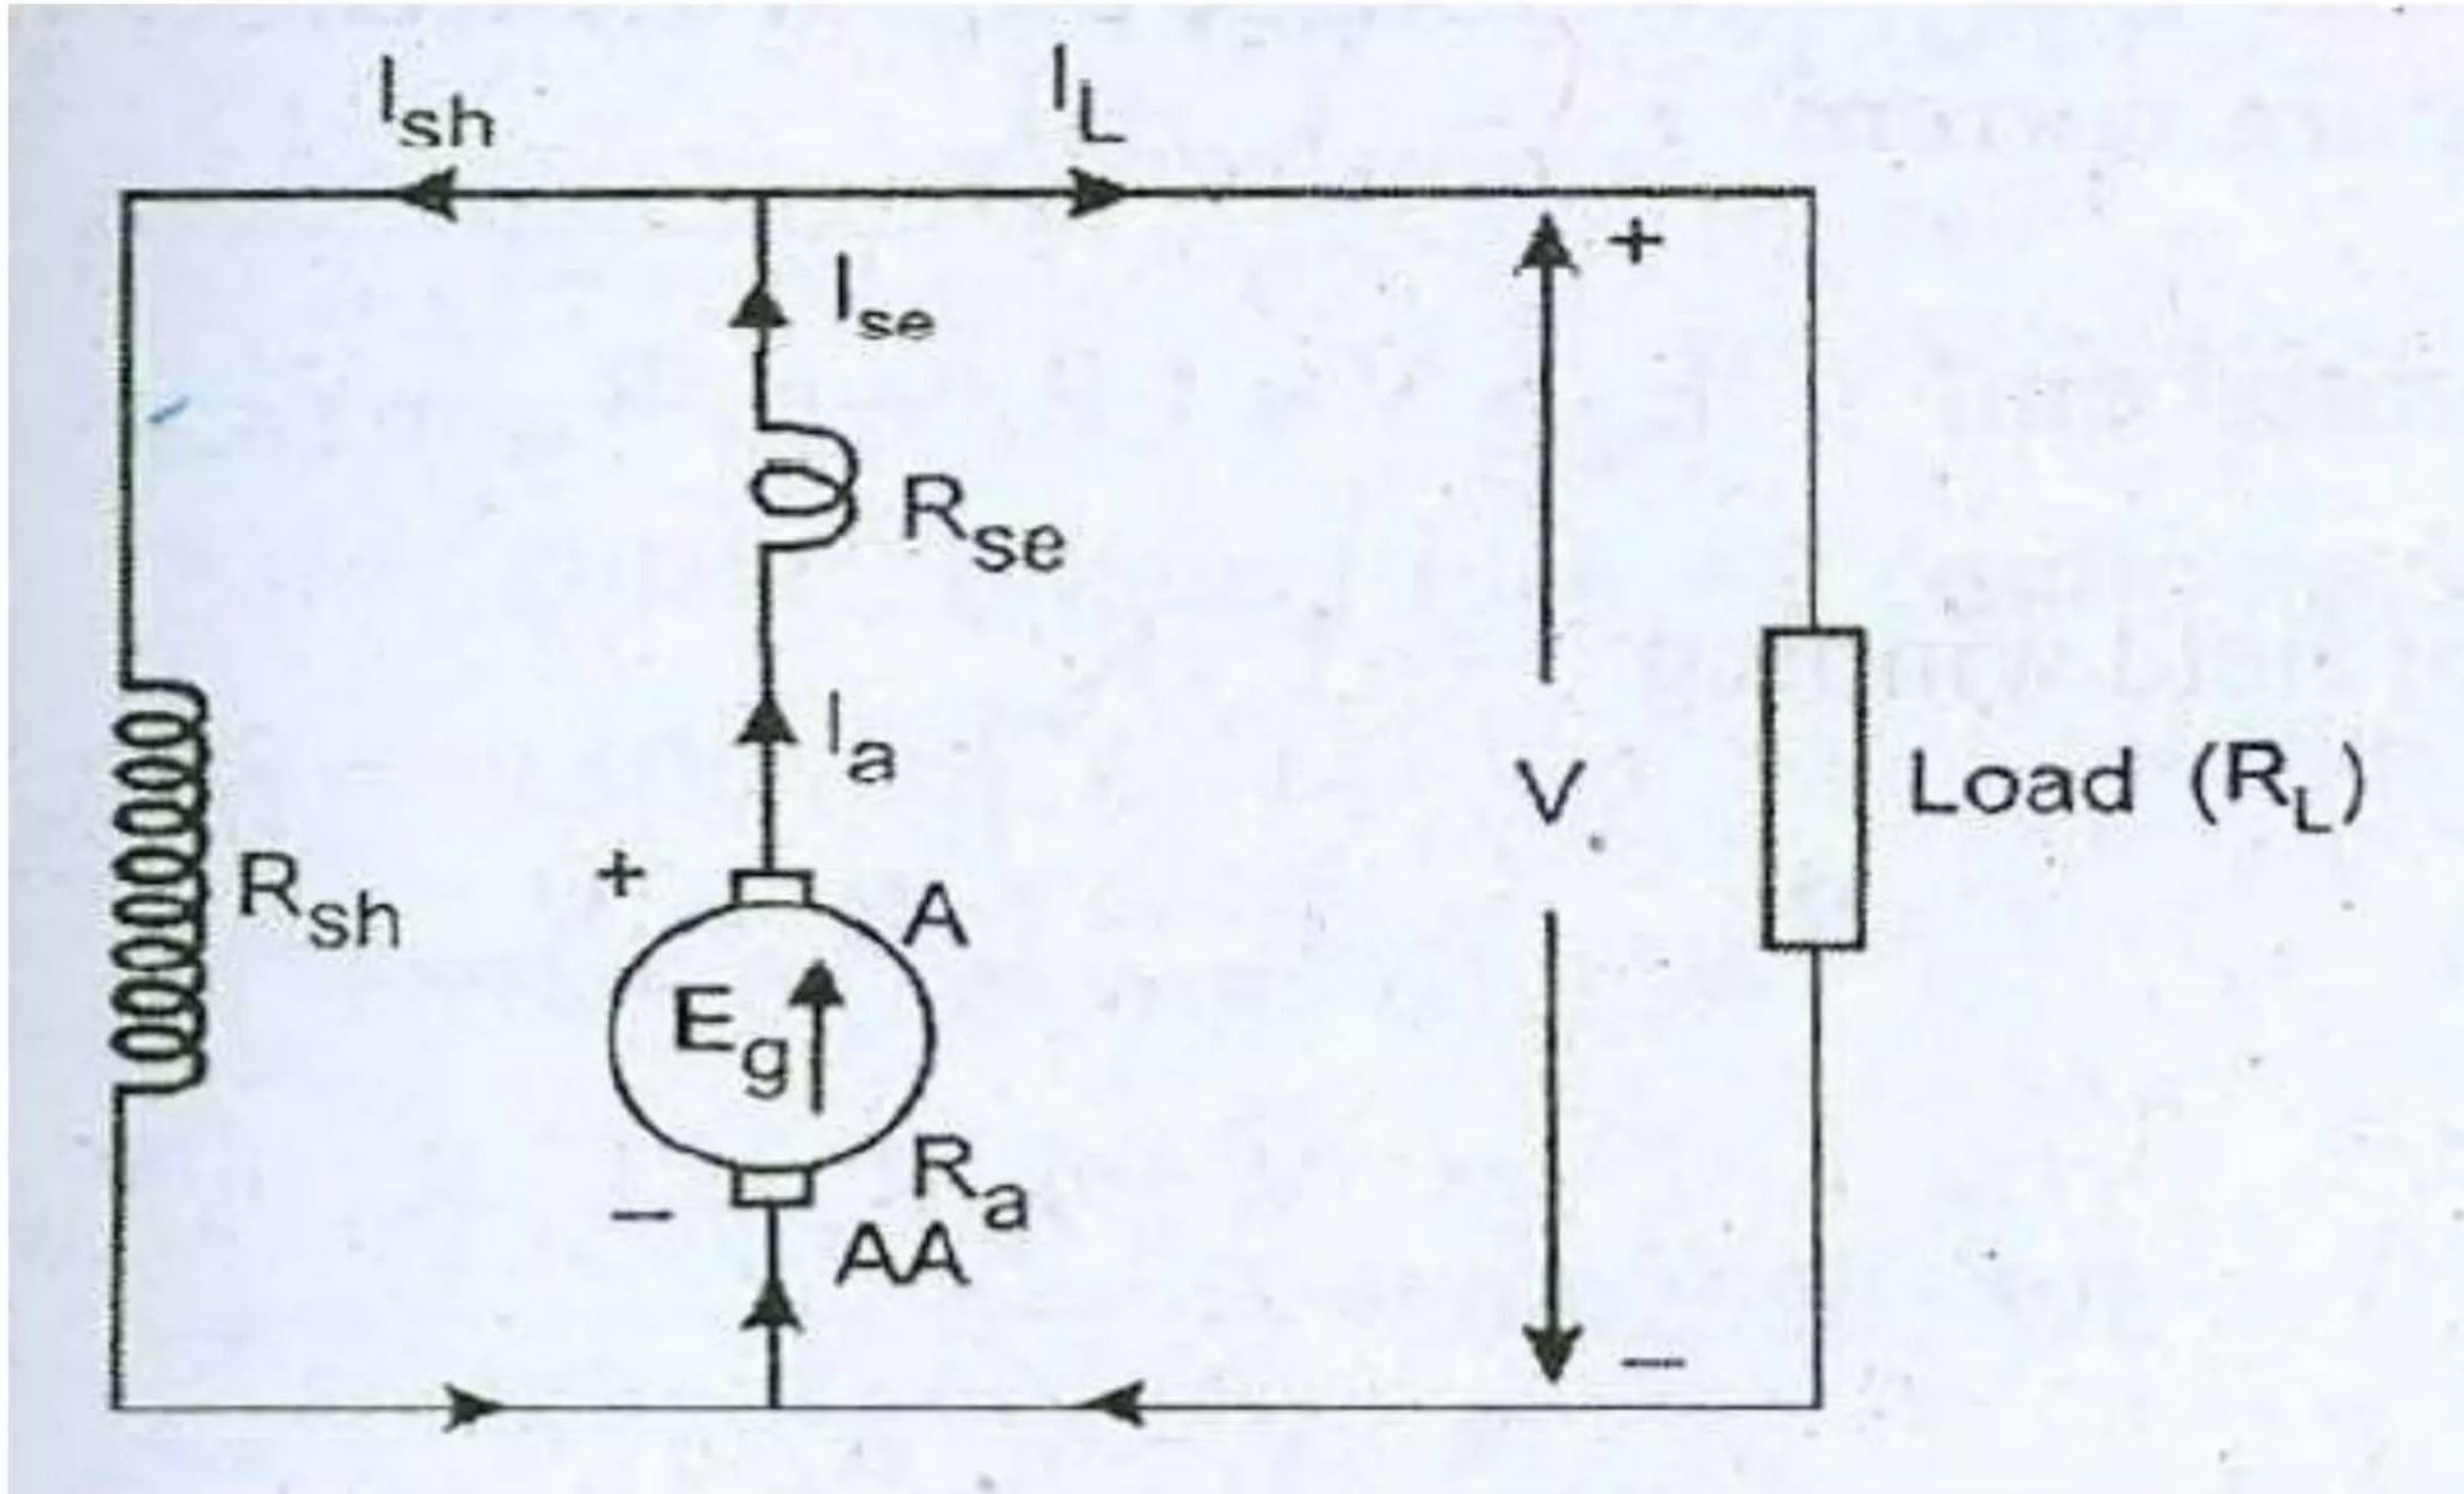 Ish
IL
+
Ise
Rse
Ia
V
Load (RL)
Rsh
+
A
Eg
Ra
−
AA
−